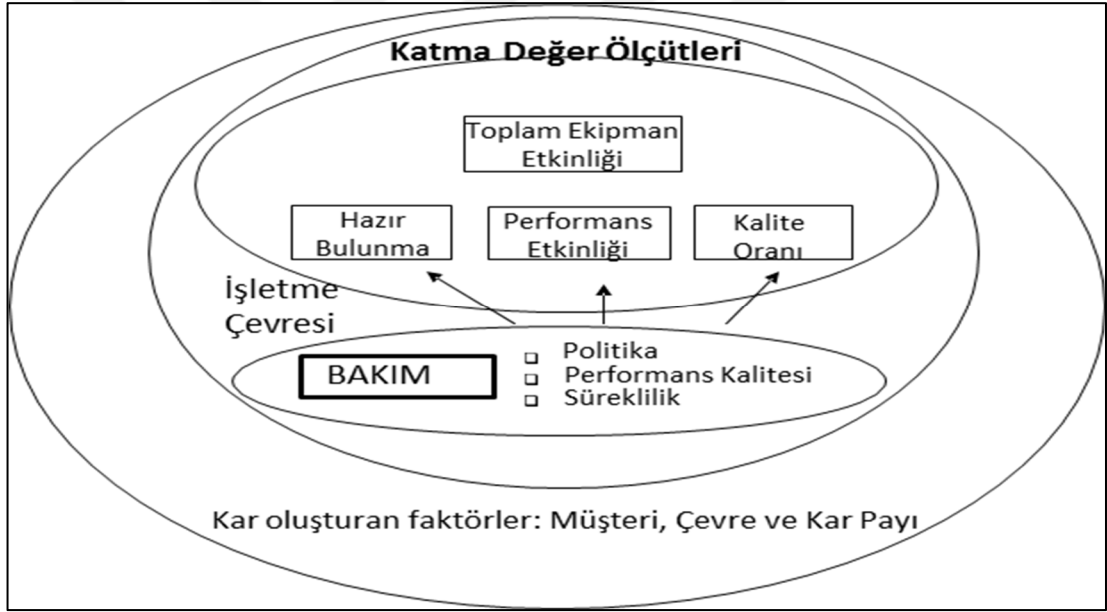 Katma Değer Ölçütleri
Toplam Ekipman
Etkinliği
Hazır
Bulunma
Performans
Etkinliği
Kalite
Oranı
İşletme
Çevresi
BAKIM
Politika
Performans Kalitesi
Süreklilik
Kar oluşturan faktörler: Müşteri, Çevre ve Kar Payı